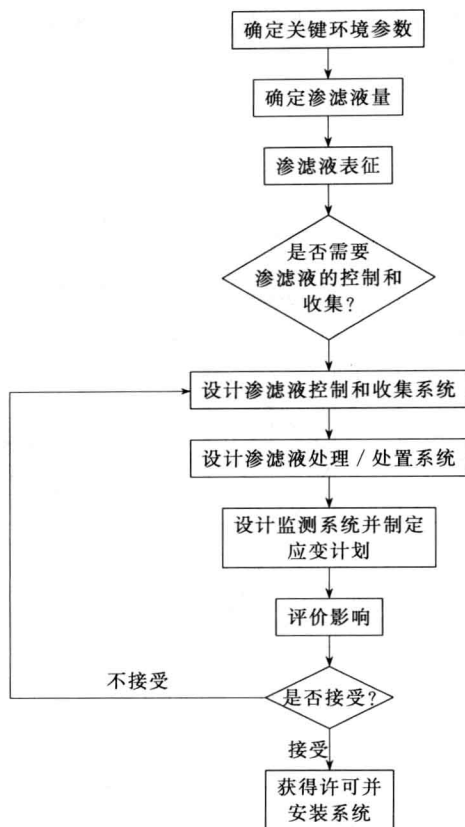 确定关键环境参数
确定渗滤液量
渗滤液表征
是否需要
渗滤液的控制和
收集?
设计渗滤液控制和收集系统
设计渗滤液处理/处置系统
设计监测系统并制定
应变计划
评价影响
不接受
是否接受?
接受
获得许可并
安装系统